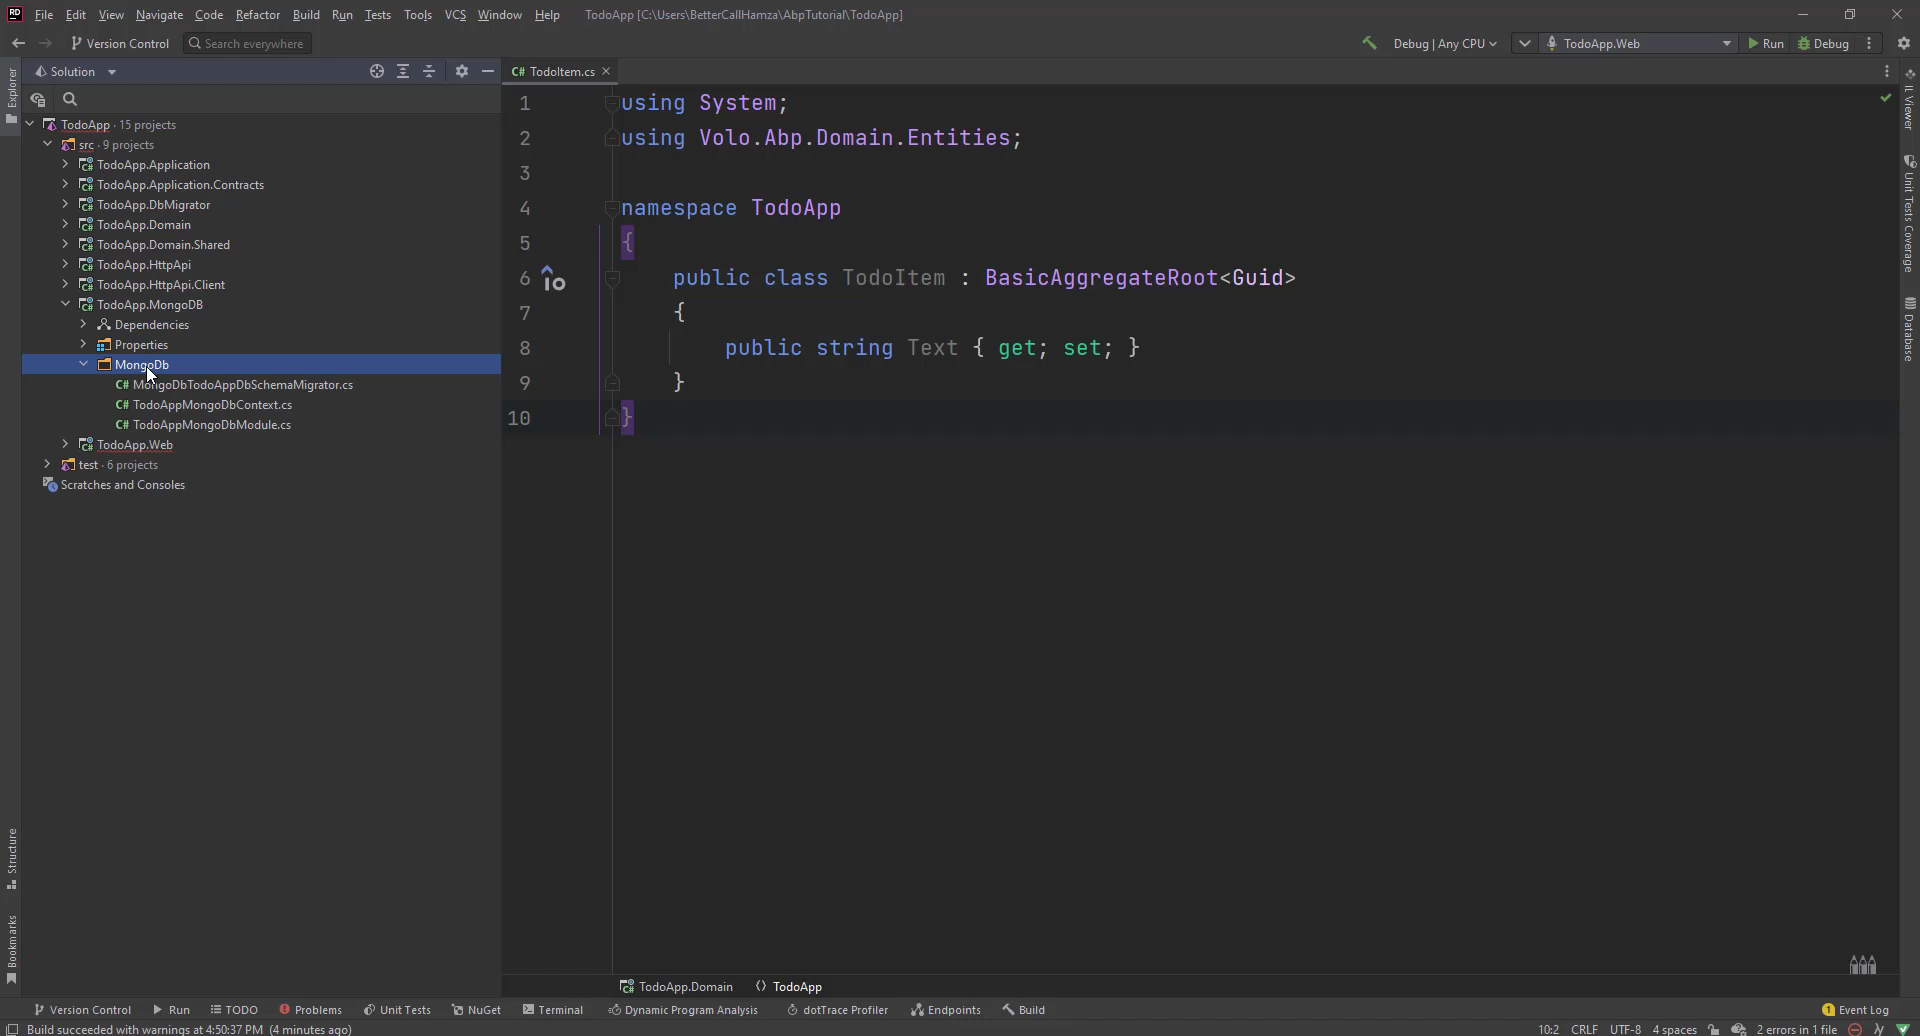 RD File Edit View Navigate Code Refactor Build Run Tests Tools VCS Window Help TodoApp [C:\Users\BetterCallHamza\AbpTutorial\TodoApp]
Version Control Search everywhere Debug | Any CPU TodoApp.Web Run Debug
Explorer
Solution
TodoApp · 15 projects
src · 9 projects
TodoApp.Application
TodoApp.Application.Contracts
TodoApp.DbMigrator
TodoApp.Domain
TodoApp.Domain.Shared
TodoApp.HttpApi
TodoApp.HttpApi.Client
TodoApp.MongoDB
Dependencies
Properties
MongoDb
C# MongoDbTodoAppDbSchemaMigrator.cs
C# TodoAppMongoDbContext.cs
C# TodoAppMongoDbModule.cs
TodoApp.Web
test · 6 projects
Scratches and Consoles
Structure
Bookmarks
C# TodoItem.cs
1 using System;
2 using Volo.Abp.Domain.Entities;
3
4 namespace TodoApp
5 {
6 public class TodoItem : BasicAggregateRoot<Guid>
7 {
8 public string Text { get; set; }
9 }
10 }
IL Viewer
Unit Tests Coverage
Database
TodoApp.Domain TodoApp
Version Control Run TODO Problems Unit Tests NuGet Terminal Dynamic Program Analysis dotTrace Profiler Endpoints Build 1 Event Log
Build succeeded with warnings at 4:50:37 PM (4 minutes ago) 10:2 CRLF UTF-8 4 spaces 2 errors in 1 file